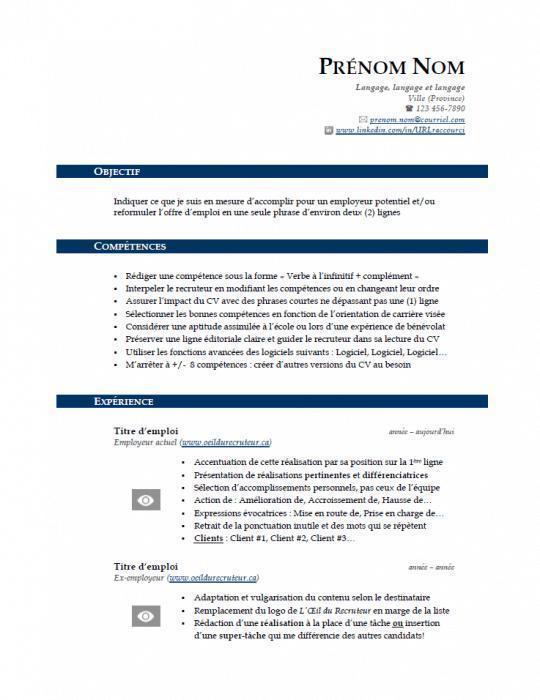 PRÉNOM NOM
Langage, langage et langage
Ville (Province)
☎ 123 456-7890
✉ prenom.nom@courriel.com
in www.linkedin.com/in/URLraccourci
OBJECTIF
Indiquer ce que je suis en mesure d'accomplir pour un employeur potentiel et/ou
reformuler l'offre d'emploi en une seule phrase d'environ deux (2) lignes
COMPÉTENCES
▪ Rédiger une compétence sous la forme « Verbe à l'infinitif + complément »
▪ Interpeler le recruteur en modifiant les compétences ou en changeant leur ordre
▪ Assurer l'impact du CV avec des phrases courtes ne dépassant pas une (1) ligne
▪ Sélectionner les bonnes compétences en fonction de l'orientation de carrière visée
▪ Considérer une aptitude assimilée à l'école ou lors d'une expérience de bénévolat
▪ Préserver une ligne éditoriale claire et guider le recruteur dans sa lecture du CV
▪ Utiliser les fonctions avancées des logiciels suivants : Logiciel, Logiciel, Logiciel…
▪ M'arrêter à +/- 8 compétences : créer d'autres versions du CV au besoin
EXPÉRIENCE
Titre d'emploi année – aujourd'hui
Employeur actuel (www.oeildurecruteur.ca)
▪ Accentuation de cette réalisation par sa position sur la 1ère ligne
▪ Présentation de réalisations pertinentes et différenciatrices
▪ Sélection d'accomplissements personnels, pas ceux de l'équipe
▪ Action de : Amélioration de, Accroissement de, Hausse de…
▪ Expressions évocatrices : Mise en route de, Prise en charge de…
▪ Retrait de la ponctuation inutile et des mots qui se répètent
▪ Clients : Client #1, Client #2, Client #3…
Titre d'emploi année – année
Ex-employeur (www.oeildurecruteur.ca)
▪ Adaptation et vulgarisation du contenu selon le destinataire
▪ Remplacement du logo de L'Œil du Recruteur en marge de la liste
▪ Rédaction d'une réalisation à la place d'une tâche ou insertion
d'une super-tâche qui me différencie des autres candidats!